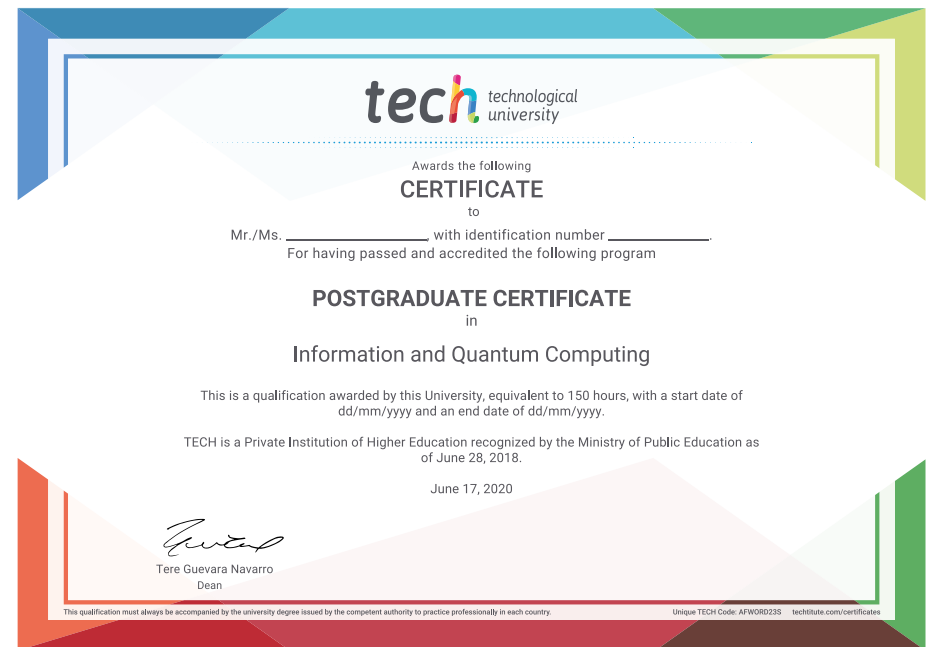 tech technological
university
Awards the following
CERTIFICATE
to
Mr./Ms. ____________________, with identification number ______________.
For having passed and accredited the following program
POSTGRADUATE CERTIFICATE
in
Information and Quantum Computing
This is a qualification awarded by this University, equivalent to 150 hours, with a start date of
dd/mm/yyyy and an end date of dd/mm/yyyy.
TECH is a Private Institution of Higher Education recognized by the Ministry of Public Education as
of June 28, 2018.
June 17, 2020
Tere Guevara Navarro
Dean
This qualification must always be accompanied by the university degree issued by the competent authority to practice professionally in each country. Unique TECH Code: AFWORD23S techtitute.com/certificates